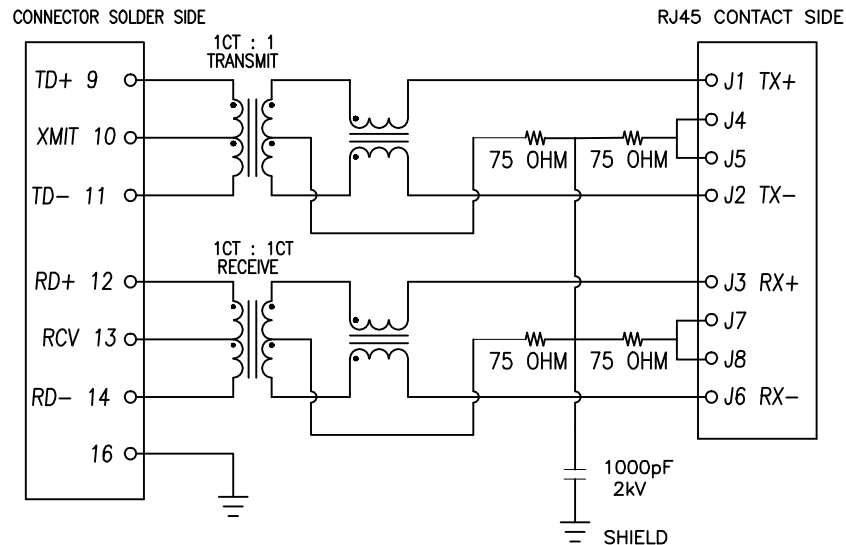 CONNECTOR SOLDER SIDE
RJ45 CONTACT SIDE
1CT : 1
TRANSMIT
TD+ 9
J1 TX+
J4
XMIT 10
75 OHM
75 OHM
J5
TD- 11
J2 TX-
1CT : 1CT
RECEIVE
RD+ 12
J3 RX+
J7
RCV 13
75 OHM
75 OHM
J8
RD- 14
J6 RX-
16
1000pF
2kV
SHIELD